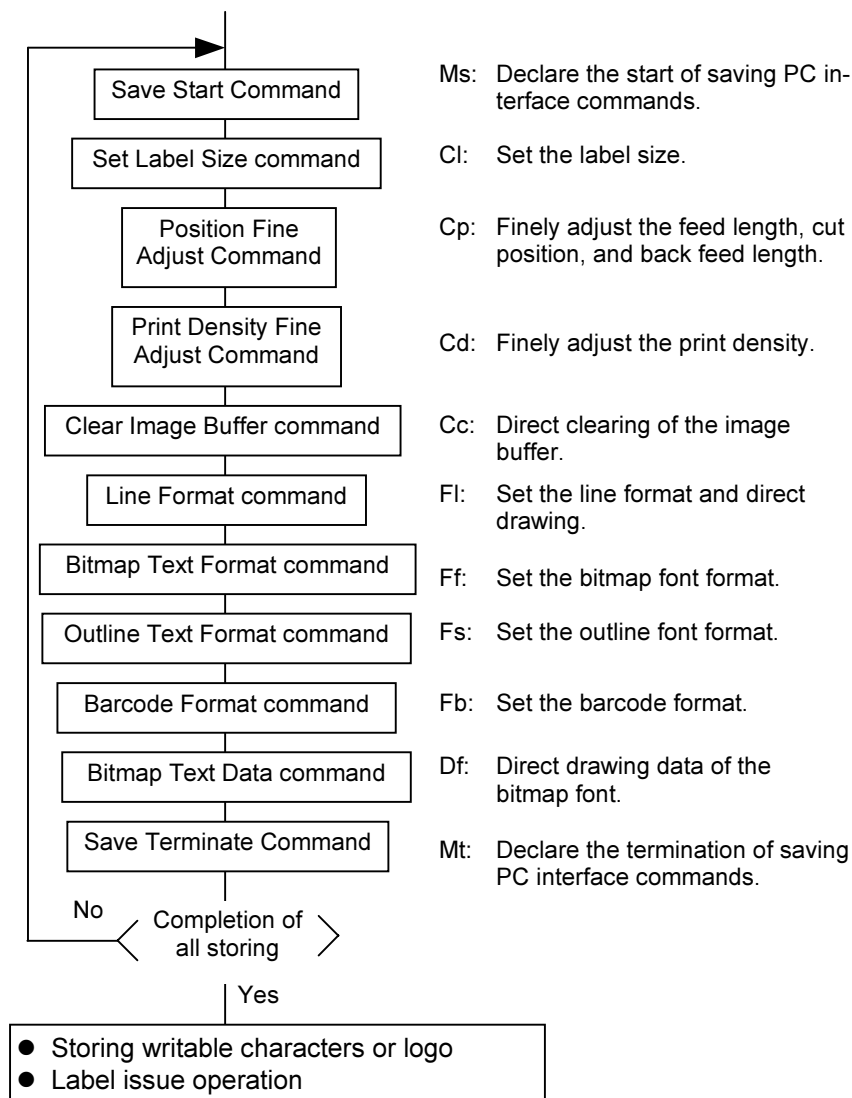 Save Start Command
Ms: Declare the start of saving PC in-
terface commands.
Set Label Size command
Cl: Set the label size.
Position Fine
Adjust Command
Cp: Finely adjust the feed length, cut
position, and back feed length.
Print Density Fine
Adjust Command
Cd: Finely adjust the print density.
Clear Image Buffer command
Cc: Direct clearing of the image
buffer.
Line Format command
Fl: Set the line format and direct
drawing.
Bitmap Text Format command
Ff: Set the bitmap font format.
Outline Text Format command
Fs: Set the outline font format.
Barcode Format command
Fb: Set the barcode format.
Bitmap Text Data command
Df: Direct drawing data of the
bitmap font.
Save Terminate Command
Mt: Declare the termination of saving
PC interface commands.
No
Completion of
all storing
Yes
● Storing writable characters or logo
● Label issue operation